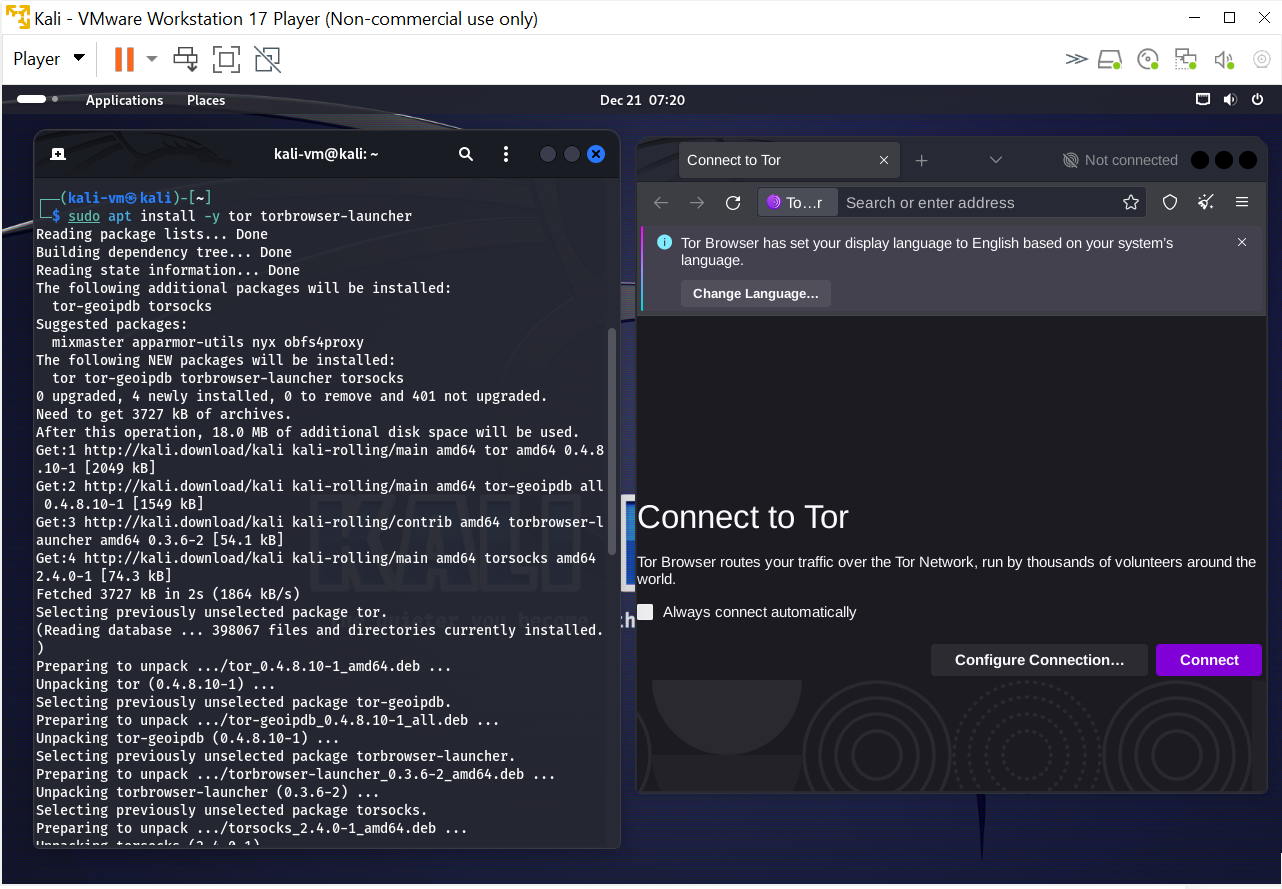 Kali - VMware Workstation 17 Player (Non-commercial use only)
Player
Applications Places Dec 21 07:20
kali-vm@kali: ~
┌──(kali-vm㉿kali)-[~]
└─$ sudo apt install -y tor torbrowser-launcher
Reading package lists... Done
Building dependency tree... Done
Reading state information... Done
The following additional packages will be installed:
  tor-geoipdb torsocks
Suggested packages:
  mixmaster apparmor-utils nyx obfs4proxy
The following NEW packages will be installed:
  tor tor-geoipdb torbrowser-launcher torsocks
0 upgraded, 4 newly installed, 0 to remove and 401 not upgraded.
Need to get 3727 kB of archives.
After this operation, 18.0 MB of additional disk space will be used.
Get:1 http://kali.download/kali kali-rolling/main amd64 tor amd64 0.4.8
.10-1 [2049 kB]
Get:2 http://kali.download/kali kali-rolling/main amd64 tor-geoipdb all
 0.4.8.10-1 [1549 kB]
Get:3 http://kali.download/kali kali-rolling/contrib amd64 torbrowser-l
auncher amd64 0.3.6-2 [54.1 kB]
Get:4 http://kali.download/kali kali-rolling/main amd64 torsocks amd64
2.4.0-1 [74.3 kB]
Fetched 3727 kB in 2s (1864 kB/s)
Selecting previously unselected package tor.
(Reading database ... 398067 files and directories currently installed.
)
Preparing to unpack .../tor_0.4.8.10-1_amd64.deb ...
Unpacking tor (0.4.8.10-1) ...
Selecting previously unselected package tor-geoipdb.
Preparing to unpack .../tor-geoipdb_0.4.8.10-1_all.deb ...
Unpacking tor-geoipdb (0.4.8.10-1) ...
Selecting previously unselected package torbrowser-launcher.
Preparing to unpack .../torbrowser-launcher_0.3.6-2_amd64.deb ...
Unpacking torbrowser-launcher (0.3.6-2) ...
Selecting previously unselected package torsocks.
Preparing to unpack .../torsocks_2.4.0-1_amd64.deb ...
Unpacking torsocks (2.4.0-1)
KALI
Connect to Tor
Not connected
To...r Search or enter address
Tor Browser has set your display language to English based on your system's
language.
Change Language...
Connect to Tor
Tor Browser routes your traffic over the Tor Network, run by thousands of volunteers around the
world.
Always connect automatically
Configure Connection...
Connect